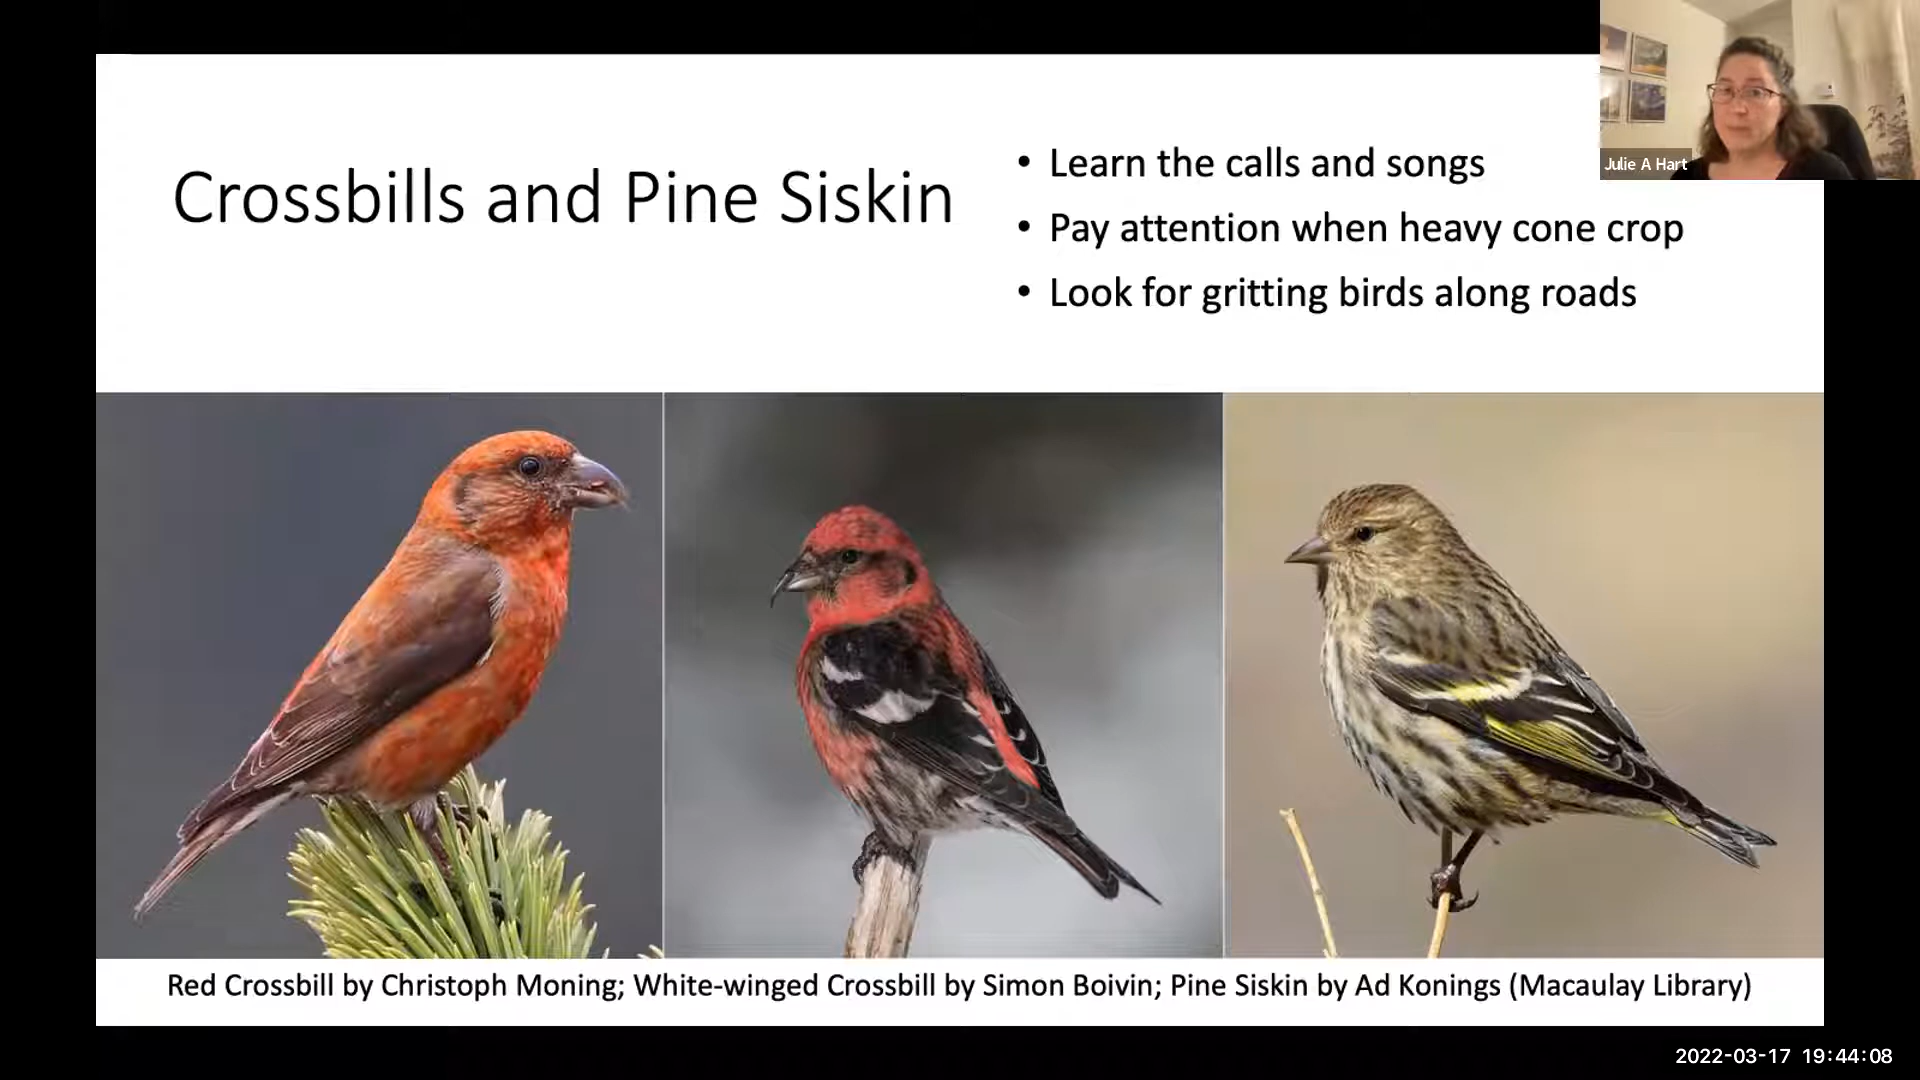 Crossbills and Pine Siskin
• Learn the calls and songs
• Pay attention when heavy cone crop
• Look for gritting birds along roads
Julie A Hart
Red Crossbill by Christoph Moning; White-winged Crossbill by Simon Boivin; Pine Siskin by Ad Konings (Macaulay Library)
2022-03-17 19:44:08